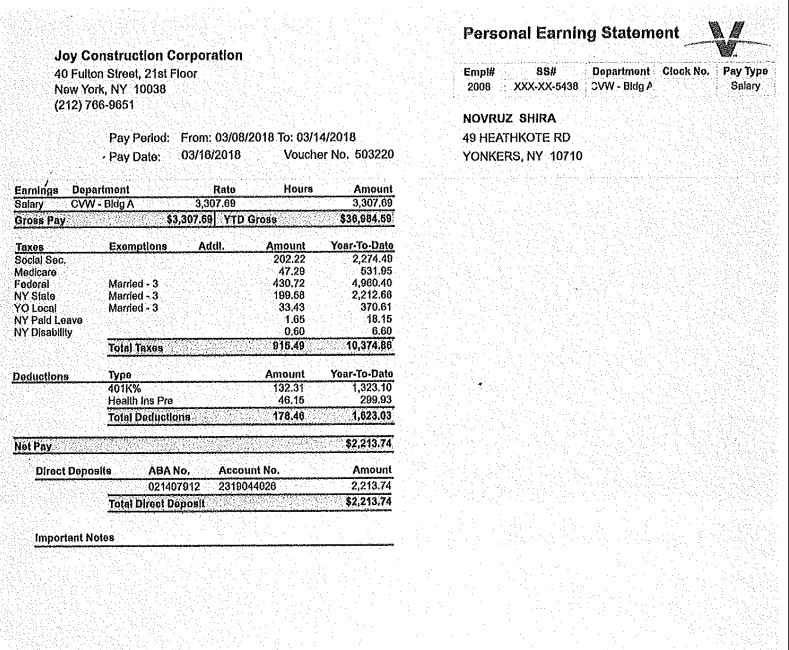 Personal Earning Statement
Joy Construction Corporation
40 Fulton Street, 21st Floor
New York, NY 10038
(212) 766-9651
Empl# SS# Department Clock No. Pay Type
2008 XXX-XX-5438 CVW - Bldg A Salary
NOVRUZ SHIRA
49 HEATHKOTE RD
YONKERS, NY 10710
Pay Period: From: 03/08/2018 To: 03/14/2018
Pay Date: 03/16/2018 Voucher No. 503220
Earnings Department Rate Hours Amount
Salary CVW - Bldg A 3,307.69 3,307.69
Gross Pay $3,307.69 YTD Gross $36,984.59
Taxes Exemptions Addl. Amount Year-To-Date
Social Sec. 202.22 2,274.49
Medicare 47.29 531.95
Federal Married - 3 430.72 4,960.40
NY State Married - 3 199.58 2,212.66
YO Local Married - 3 33.43 370.61
NY Paid Leave 1.65 18.15
NY Disability 0.60 6.60
Total Taxes 915.49 10,374.86
Deductions Type Amount Year-To-Date
401K% 132.31 1,323.10
Health Ins Pre 46.15 299.93
Total Deductions 178.46 1,623.03
Net Pay $2,213.74
Direct Deposits ABA No. Account No. Amount
021407912 2319044026 2,213.74
Total Direct Deposit $2,213.74
Important Notes